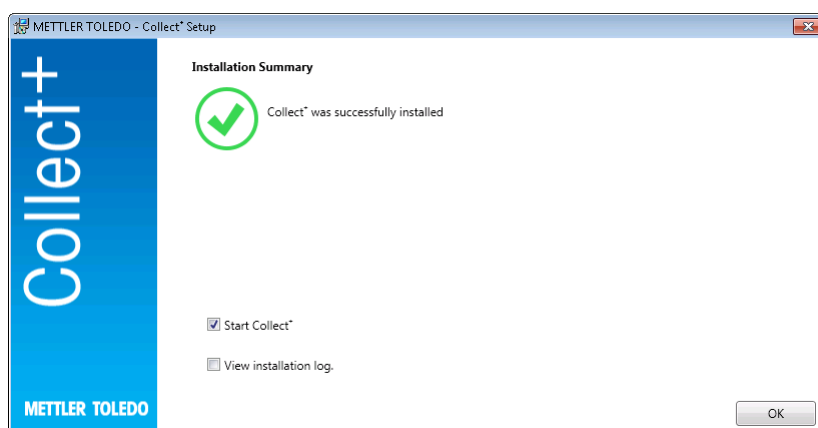 METTLER TOLEDO - Collect⁺ Setup
Collect+
Installation Summary
Collect⁺ was successfully installed
Start Collect⁺
View installation log.
METTLER TOLEDO
OK